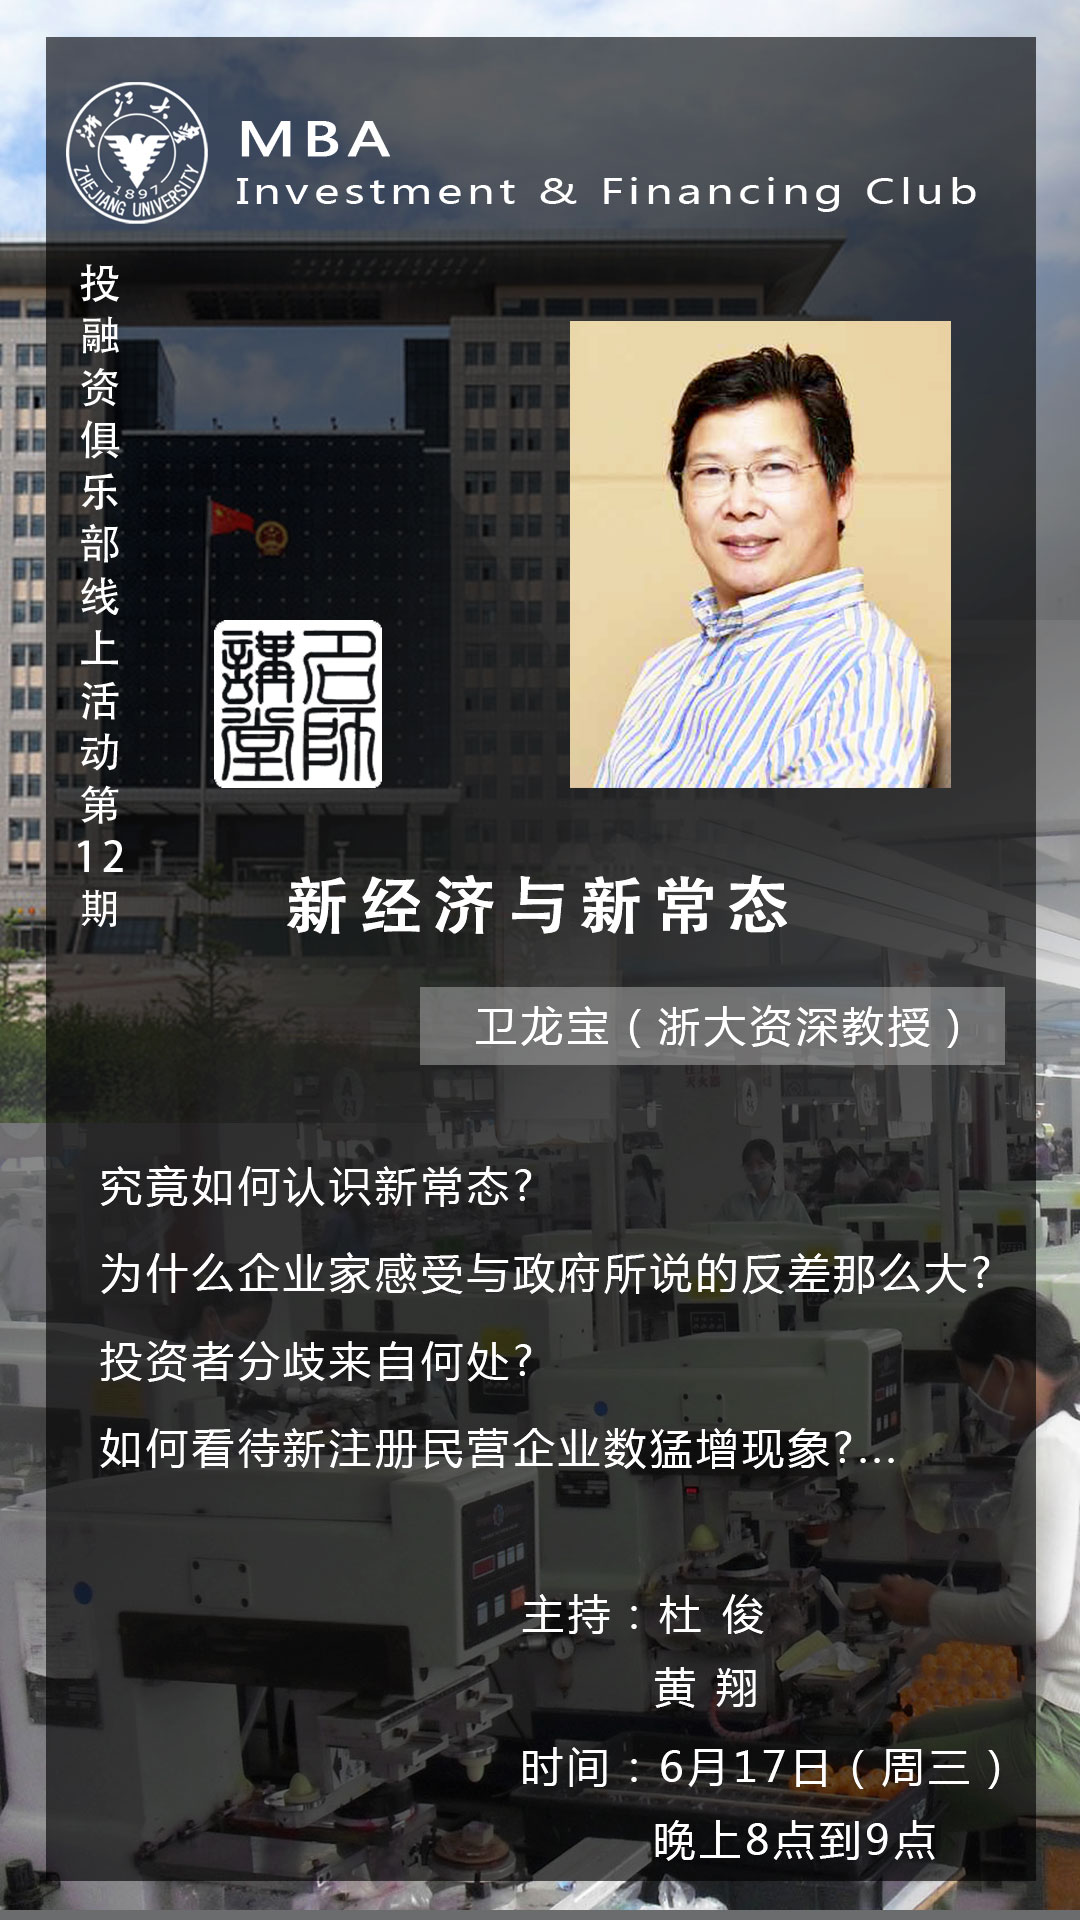 浙江大学
ZHEJIANG UNIVERSITY
1897
MBA
Investment & Financing Club
投融资俱乐部线上活动第12期
名师
講堂
新经济与新常态
卫龙宝（浙大资深教授）
究竟如何认识新常态?
为什么企业家感受与政府所说的反差那么大?
投资者分歧来自何处?
如何看待新注册民营企业数猛增现象?...
主持：杜 俊
黄 翔
时间：6月17日（周三）
晚上8点到9点